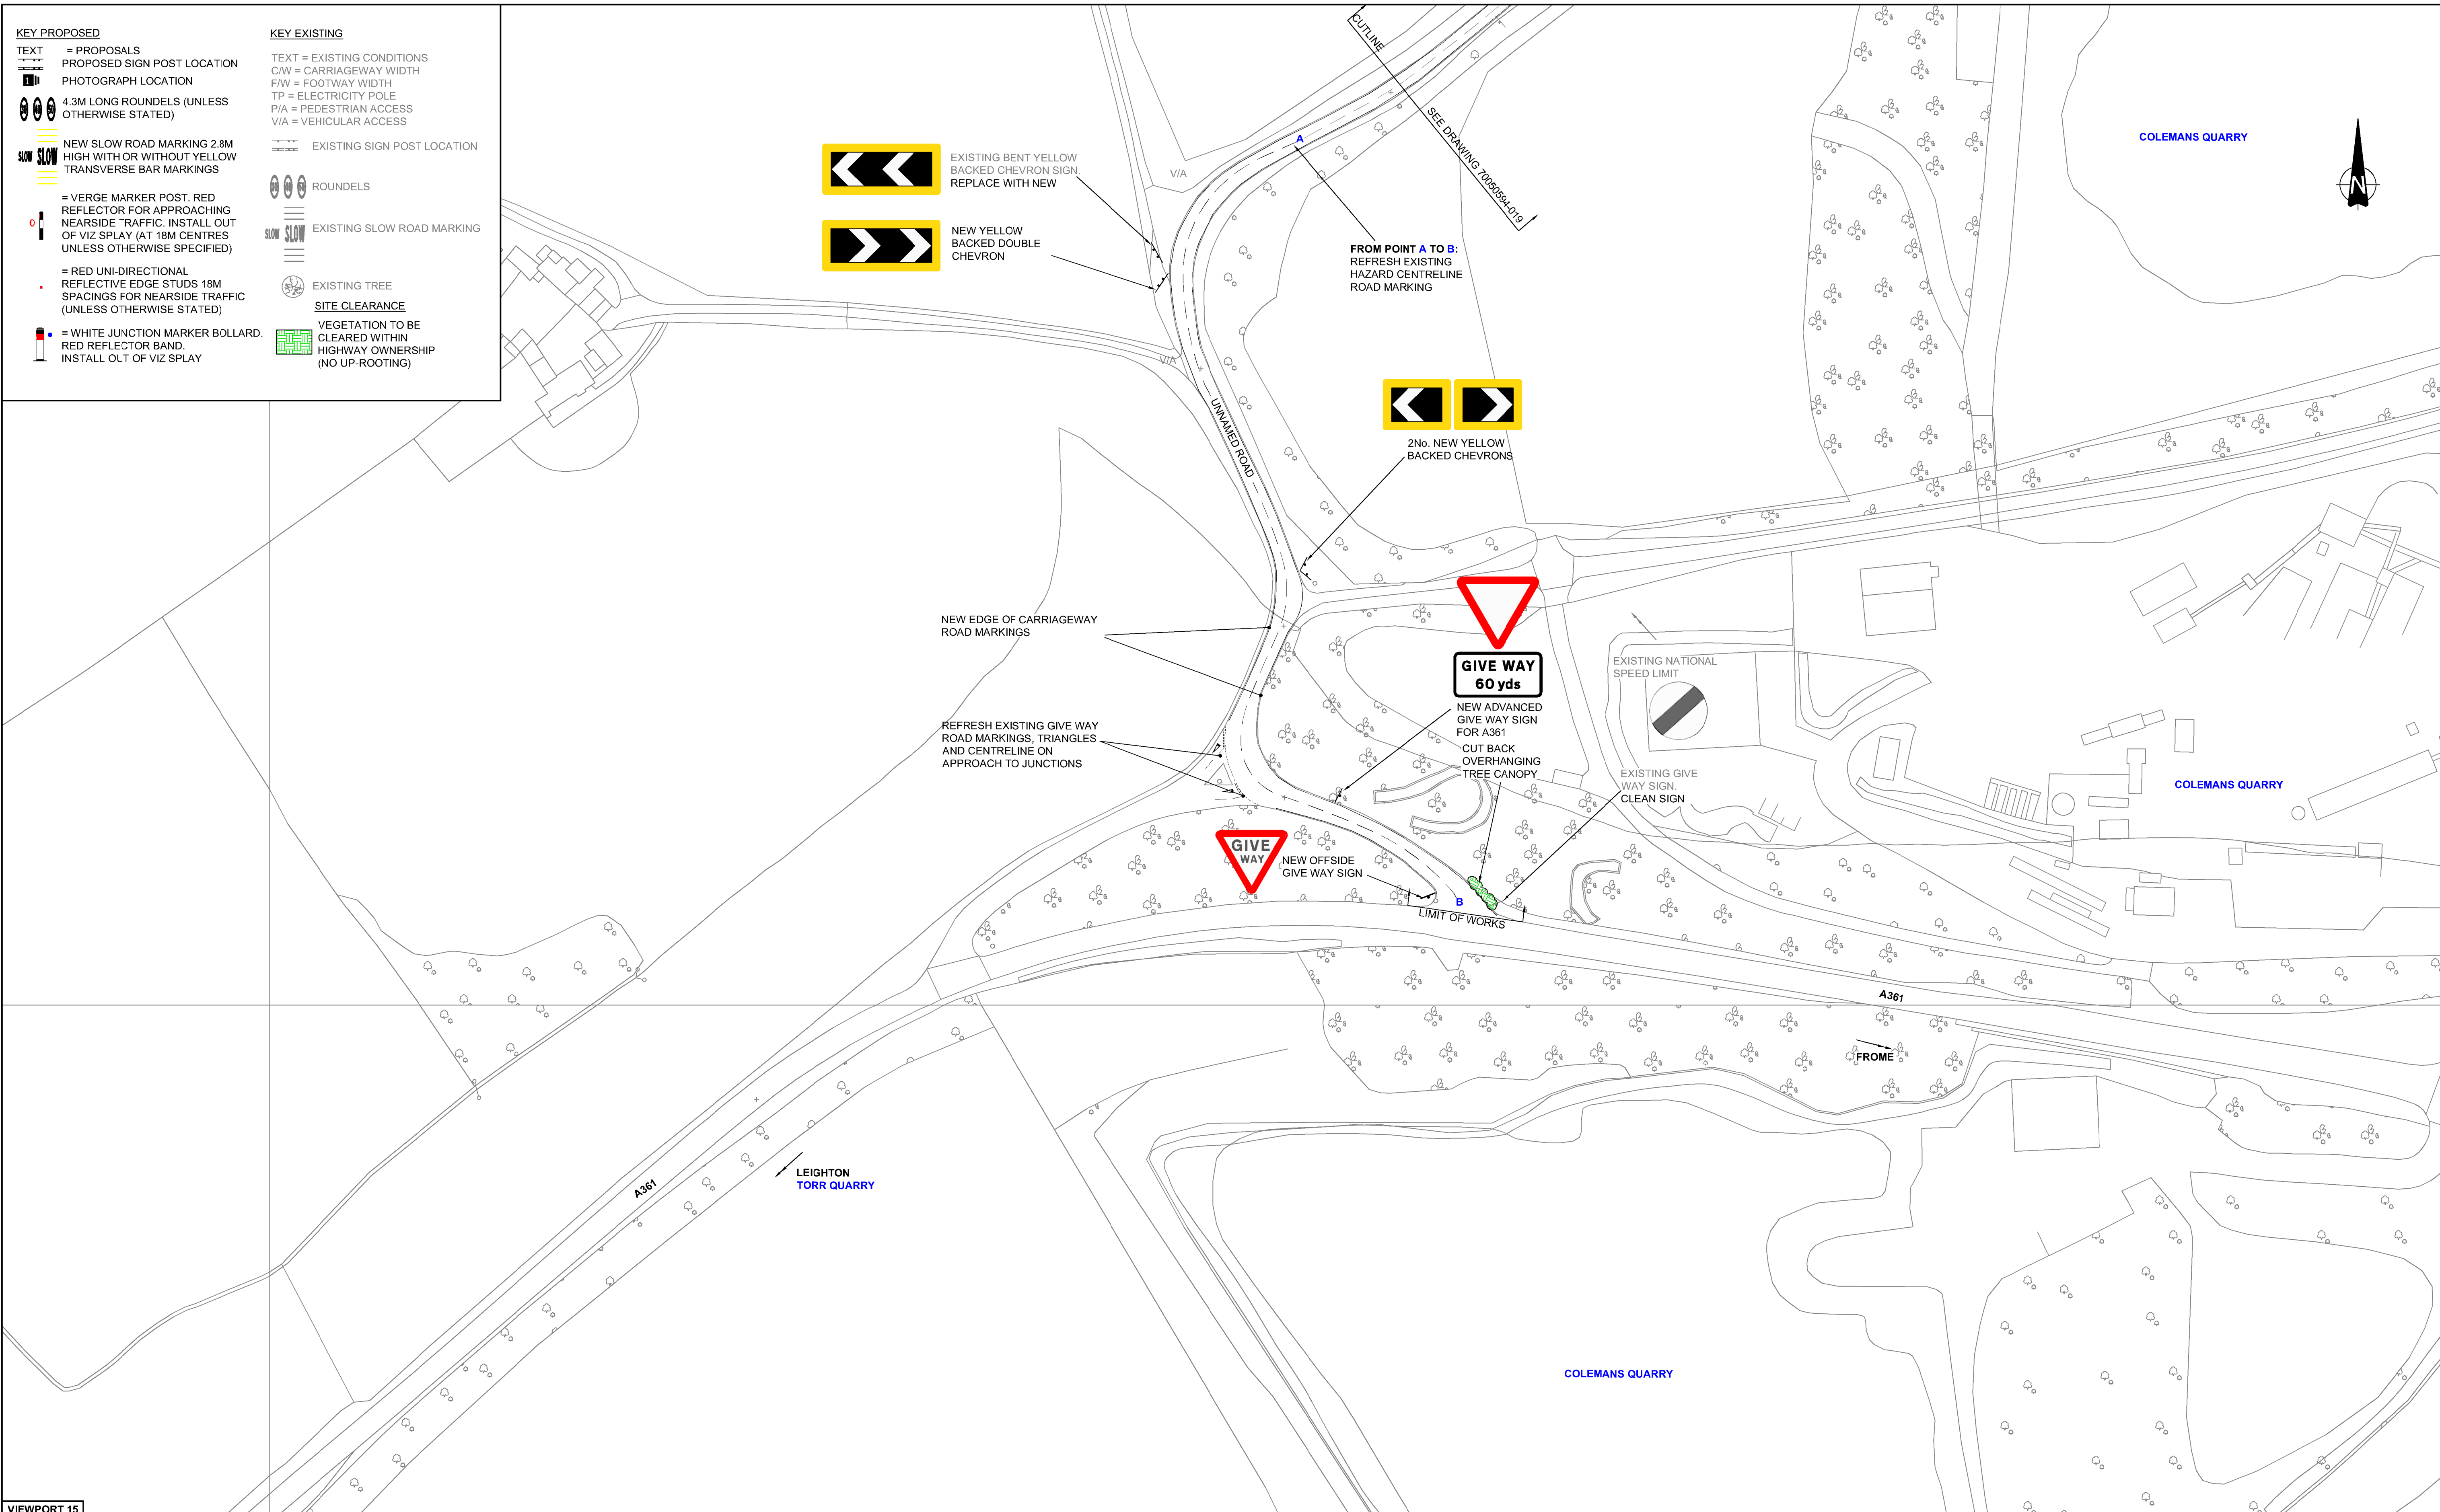 KEY PROPOSED
TEXT = PROPOSALS
PROPOSED SIGN POST LOCATION
1
PHOTOGRAPH LOCATION
30 40 50
4.3M LONG ROUNDELS (UNLESS
OTHERWISE STATED)
SLOW SLOW
NEW SLOW ROAD MARKING 2.8M
HIGH WITH OR WITHOUT YELLOW
TRANSVERSE BAR MARKINGS
= VERGE MARKER POST. RED
REFLECTOR FOR APPROACHING
NEARSIDE TRAFFIC. INSTALL OUT
OF VIZ SPLAY (AT 18M CENTRES
UNLESS OTHERWISE SPECIFIED)
= RED UNI-DIRECTIONAL
REFLECTIVE EDGE STUDS 18M
SPACINGS FOR NEARSIDE TRAFFIC
(UNLESS OTHERWISE STATED)
= WHITE JUNCTION MARKER BOLLARD.
RED REFLECTOR BAND.
INSTALL OUT OF VIZ SPLAY
KEY EXISTING
TEXT = EXISTING CONDITIONS
C/W = CARRIAGEWAY WIDTH
F/W = FOOTWAY WIDTH
TP = ELECTRICITY POLE
P/A = PEDESTRIAN ACCESS
V/A = VEHICULAR ACCESS
EXISTING SIGN POST LOCATION
30 40 50
ROUNDELS
SLOW SLOW
EXISTING SLOW ROAD MARKING
EXISTING TREE
SITE CLEARANCE
VEGETATION TO BE
CLEARED WITHIN
HIGHWAY OWNERSHIP
(NO UP-ROOTING)
CUTLINE
SEE DRAWING 70050594-019
A
V/A
EXISTING BENT YELLOW
BACKED CHEVRON SIGN.
REPLACE WITH NEW
NEW YELLOW
BACKED DOUBLE
CHEVRON
FROM POINT A TO B:
REFRESH EXISTING
HAZARD CENTRELINE
ROAD MARKING
COLEMANS QUARRY
N
V/A
UNNAMED ROAD
2No. NEW YELLOW
BACKED CHEVRONS
NEW EDGE OF CARRIAGEWAY
ROAD MARKINGS
GIVE WAY
60 yds
NEW ADVANCED
GIVE WAY SIGN
FOR A361
EXISTING NATIONAL
SPEED LIMIT
REFRESH EXISTING GIVE WAY
ROAD MARKINGS, TRIANGLES
AND CENTRELINE ON
APPROACH TO JUNCTIONS
CUT BACK
OVERHANGING
TREE CANOPY
EXISTING GIVE
WAY SIGN.
CLEAN SIGN
COLEMANS QUARRY
GIVE
WAY
NEW OFFSIDE
GIVE WAY SIGN
B
LIMIT OF WORKS
A361
FROME
LEIGHTON
TORR QUARRY
A361
COLEMANS QUARRY
VIEWPORT 15